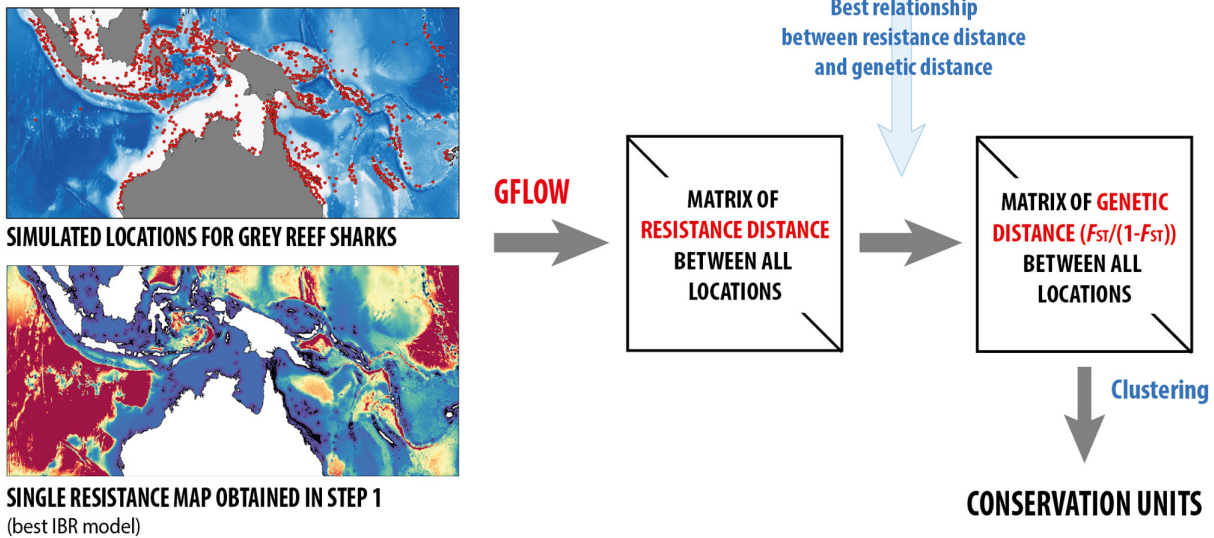 Best relationship
between resistance distance
and genetic distance
SIMULATED LOCATIONS FOR GREY REEF SHARKS
GFLOW
MATRIX OF
RESISTANCE DISTANCE
BETWEEN ALL
LOCATIONS
MATRIX OF GENETIC
DISTANCE (FST/(1-FST))
BETWEEN ALL
LOCATIONS
SINGLE RESISTANCE MAP OBTAINED IN STEP 1
(best IBR model)
Clustering
CONSERVATION UNITS